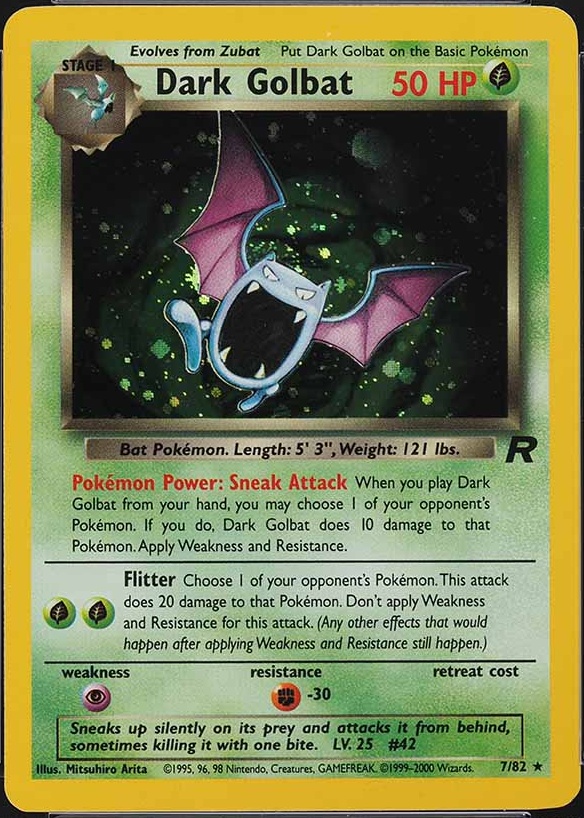 Evolves from Zubat Put Dark Golbat on the Basic Pokémon
STAGE 1
Dark Golbat 50 HP
Bat Pokémon. Length: 5' 3", Weight: 121 lbs.
R
Pokémon Power: Sneak Attack When you play Dark
Golbat from your hand, you may choose 1 of your opponent's
Pokémon. If you do, Dark Golbat does 10 damage to that
Pokémon. Apply Weakness and Resistance.
Flitter Choose 1 of your opponent's Pokémon. This attack
does 20 damage to that Pokémon. Don't apply Weakness
and Resistance for this attack. (Any other effects that would
happen after applying Weakness and Resistance still happen.)
weakness resistance retreat cost
-30
Sneaks up silently on its prey and attacks it from behind,
sometimes killing it with one bite. LV. 25 #42
Illus. Mitsuhiro Arita ©1995, 96, 98 Nintendo, Creatures, GAMEFREAK. ©1999-2000 Wizards. 7/82 ★